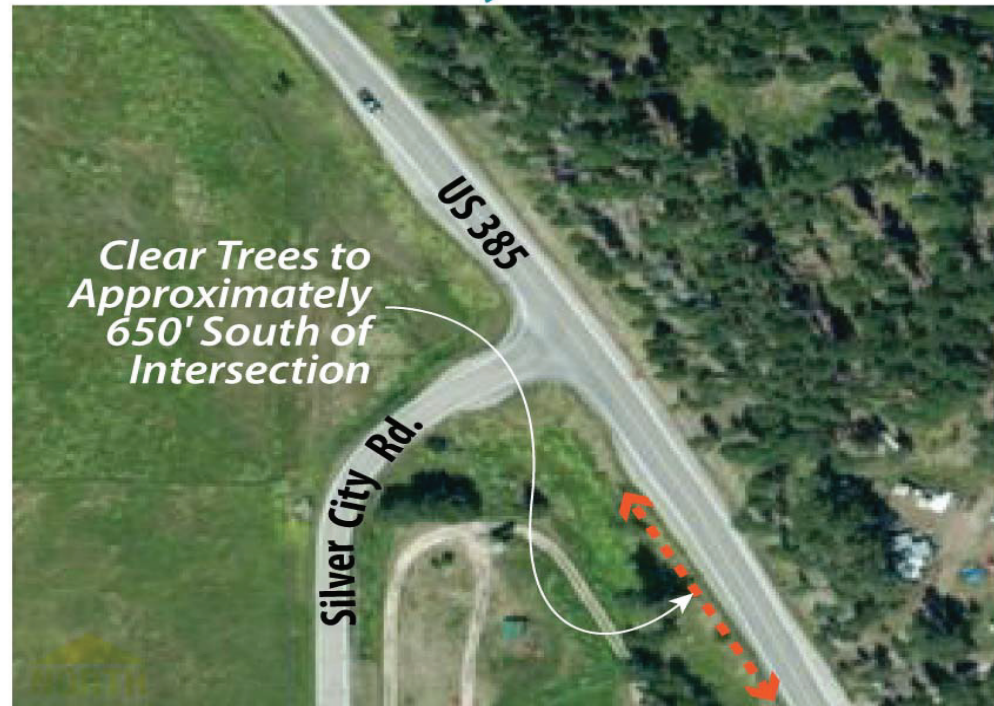 US 385
Clear Trees to
Approximately
650' South of
Intersection
Silver City Rd.